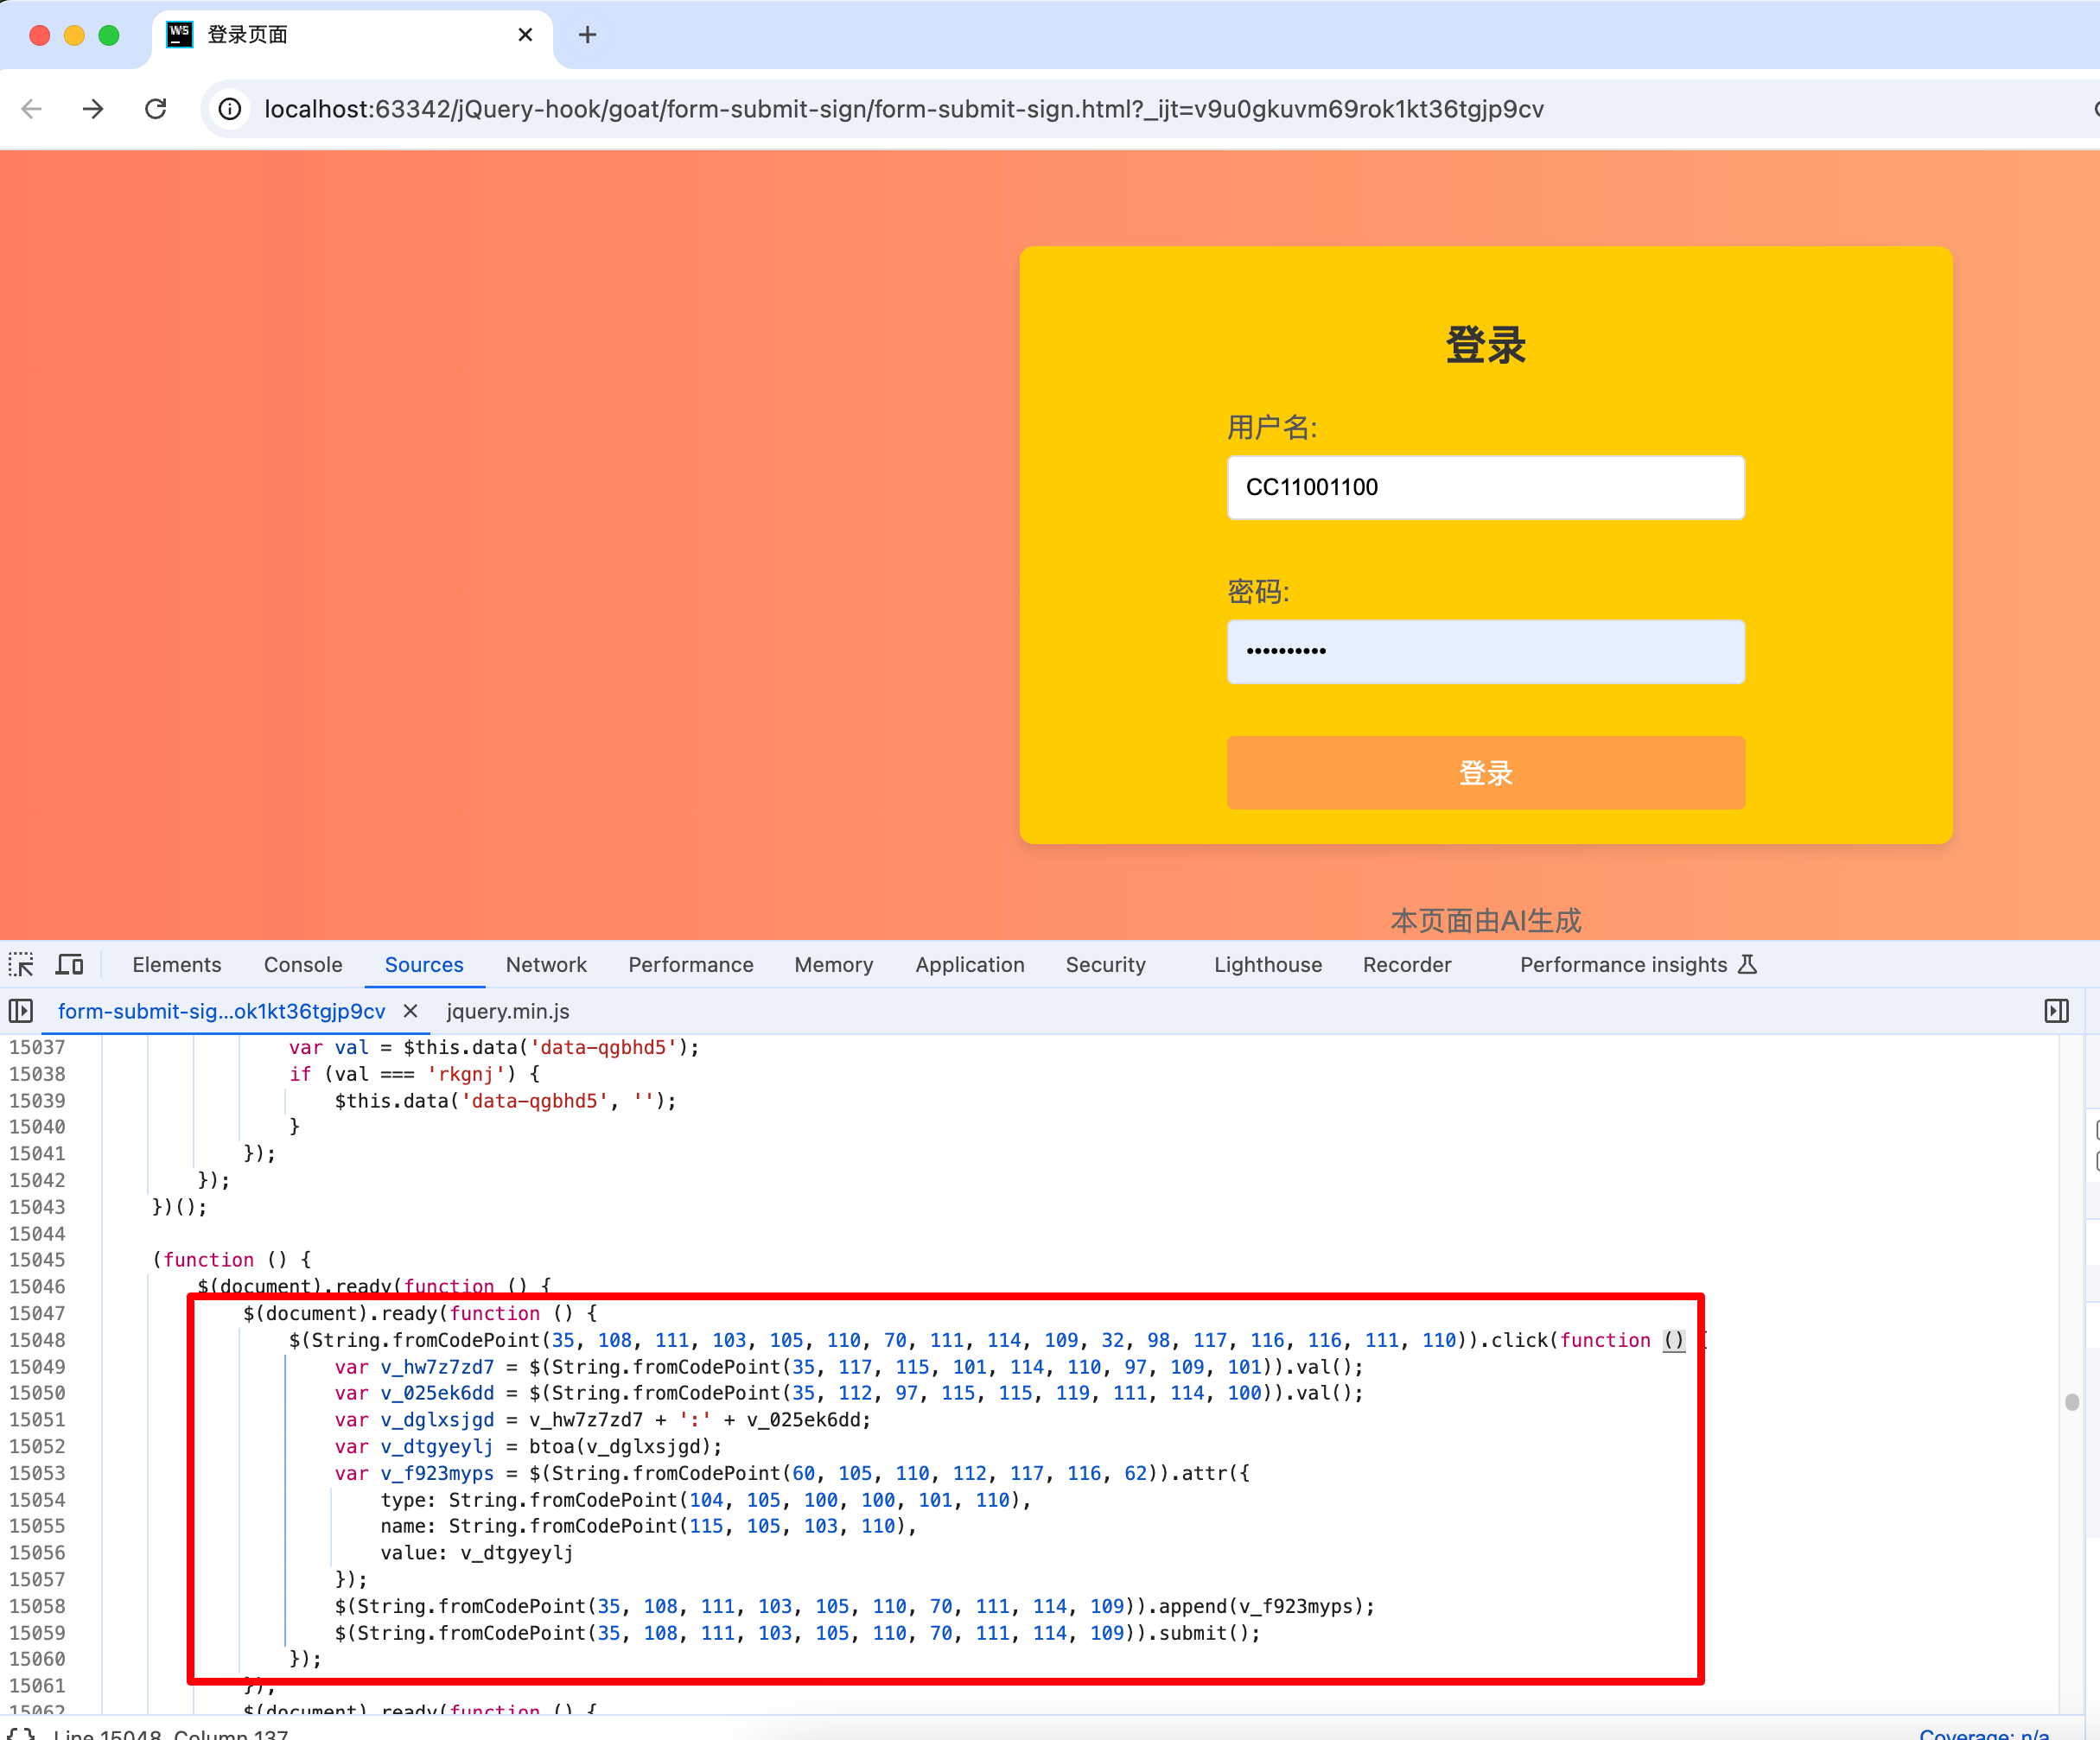 WS
登录页面
localhost:63342/jQuery-hook/goat/form-submit-sign/form-submit-sign.html?_ijt=v9u0gkuvm69rok1kt36tgjp9cv
登录
用户名:
CC11001100
密码:
••••••••••
登录
本页面由AI生成
Elements Console Sources Network Performance Memory Application Security Lighthouse Recorder Performance insights
form-submit-sig...ok1kt36tgjp9cv jquery.min.js
15037 var val = $this.data('data-qgbhd5');
15038 if (val === 'rkgnj') {
15039 $this.data('data-qgbhd5', '');
15040 }
15041 });
15042 });
15043 })();
15044
15045 (function () {
15046 $(document).ready(function () {
15047 $(document).ready(function () {
15048 $(String.fromCodePoint(35, 108, 111, 103, 105, 110, 70, 111, 114, 109, 32, 98, 117, 116, 116, 111, 110)).click(function ()
15049 var v_hw7z7zd7 = $(String.fromCodePoint(35, 117, 115, 101, 114, 110, 97, 109, 101)).val();
15050 var v_025ek6dd = $(String.fromCodePoint(35, 112, 97, 115, 115, 119, 111, 114, 100)).val();
15051 var v_dglxsjgd = v_hw7z7zd7 + ':' + v_025ek6dd;
15052 var v_dtgyeylj = btoa(v_dglxsjgd);
15053 var v_f923myps = $(String.fromCodePoint(60, 105, 110, 112, 117, 116, 62)).attr({
15054 type: String.fromCodePoint(104, 105, 100, 100, 101, 110),
15055 name: String.fromCodePoint(115, 105, 103, 110),
15056 value: v_dtgyeylj
15057 });
15058 $(String.fromCodePoint(35, 108, 111, 103, 105, 110, 70, 111, 114, 109)).append(v_f923myps);
15059 $(String.fromCodePoint(35, 108, 111, 103, 105, 110, 70, 111, 114, 109)).submit();
15060 });
15061 });
15062 $(document).ready(function () {
{ } Line 15048, Column 137 Coverage: n/a